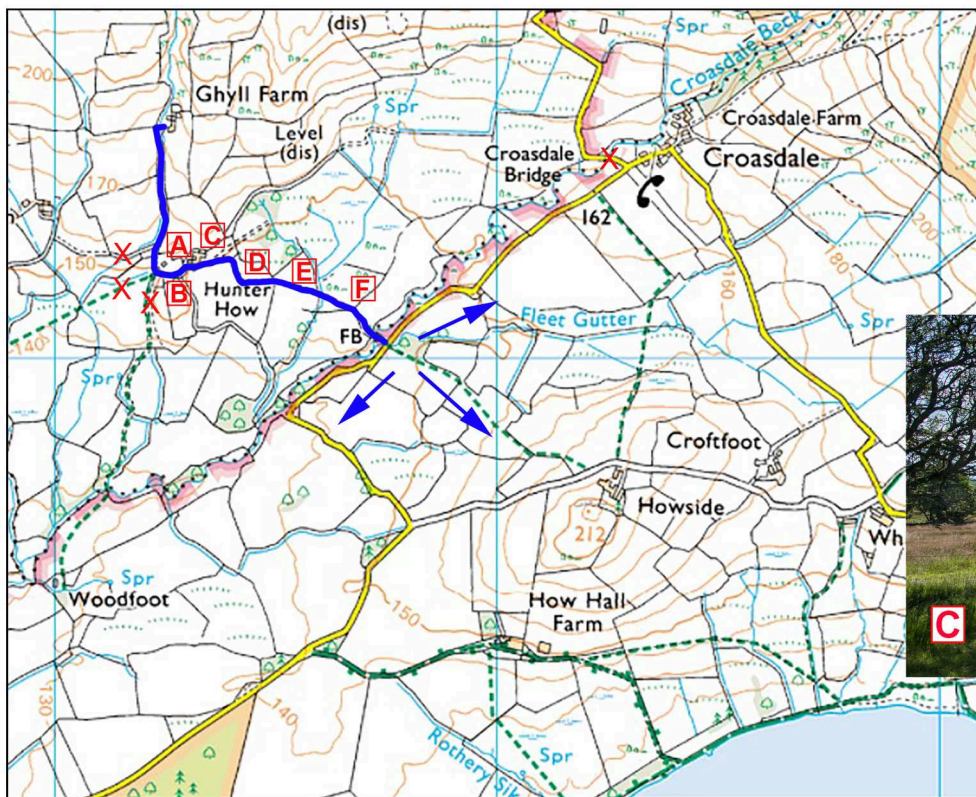 (dis)
Spr
200
Croasdale Beck
Ghyll Farm
Spr
Croasdale Farm
Level
(dis)
Croasdale
Bridge
X
Croasdale
170
162
200
A
C
X
150
D
X
E
B
X
F
Hunter
How
160
FB
Fleet Gutter
Spr
140
Spr
Croftfoot
Howside
Wh
212
Spr
Woodfoot
150
How Hall
Farm
C
130
140
Rothery Sik
Spr